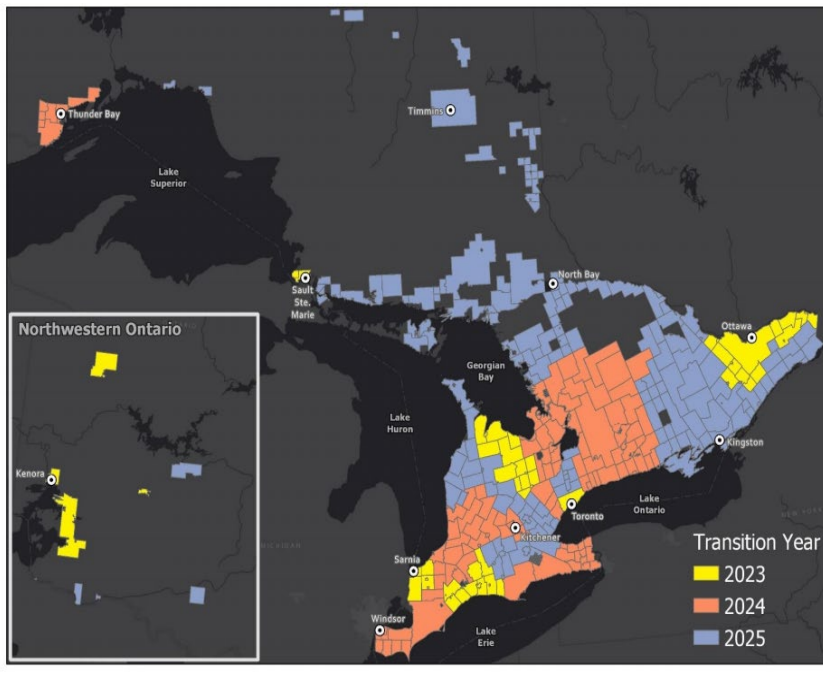 Thunder Bay
Lake
Superior
Timmins
Sault
Ste.
Marie
North Bay
Northwestern Ontario
Kenora
Georgian
Bay
Lake
Huron
Ottawa
Kingston
Lake
Ontario
Toronto
Kitchener
MICHIGAN
Sarnia
Windsor
Lake
Erie
Transition Year
2023
2024
2025